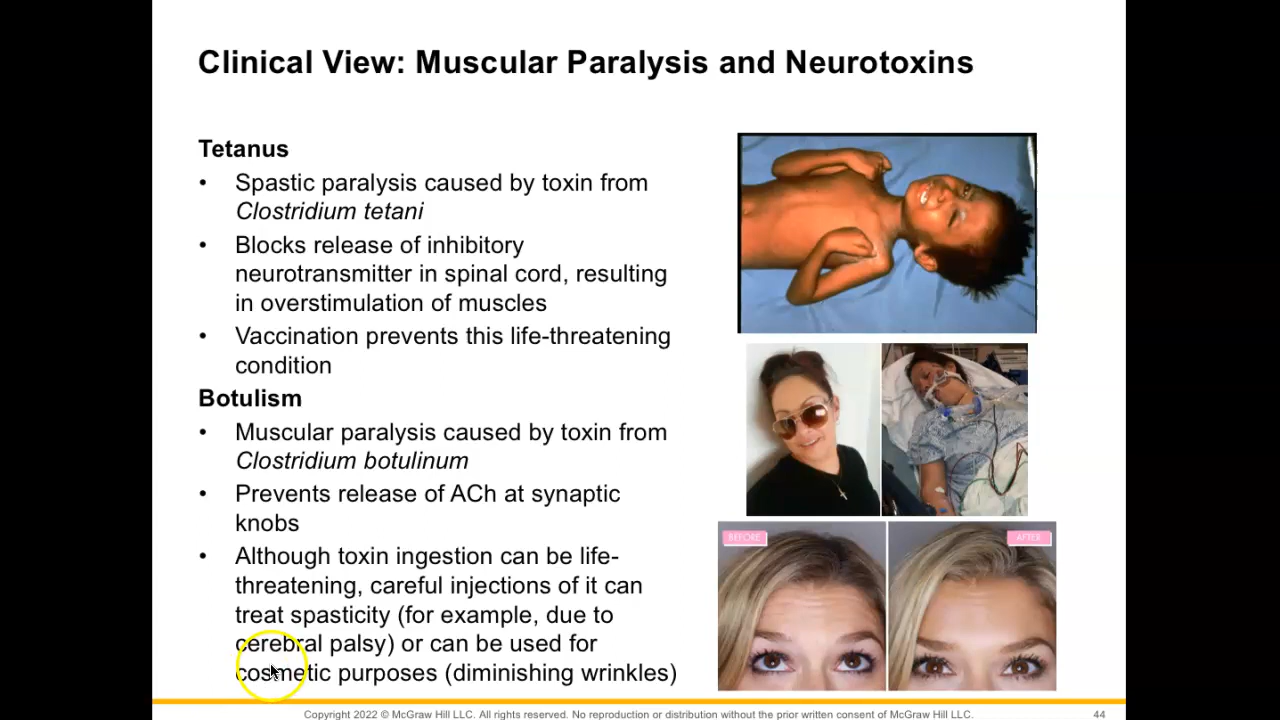 Clinical View: Muscular Paralysis and Neurotoxins
Tetanus
• Spastic paralysis caused by toxin from
Clostridium tetani
• Blocks release of inhibitory
neurotransmitter in spinal cord, resulting
in overstimulation of muscles
• Vaccination prevents this life-threatening
condition
Botulism
• Muscular paralysis caused by toxin from
Clostridium botulinum
• Prevents release of ACh at synaptic
knobs
• Although toxin ingestion can be life-
threatening, careful injections of it can
treat spasticity (for example, due to
cerebral palsy) or can be used for
cosmetic purposes (diminishing wrinkles)
BEFORE
AFTER
Copyright 2022 © McGraw Hill LLC. All rights reserved. No reproduction or distribution without the prior written consent of McGraw Hill LLC.
44